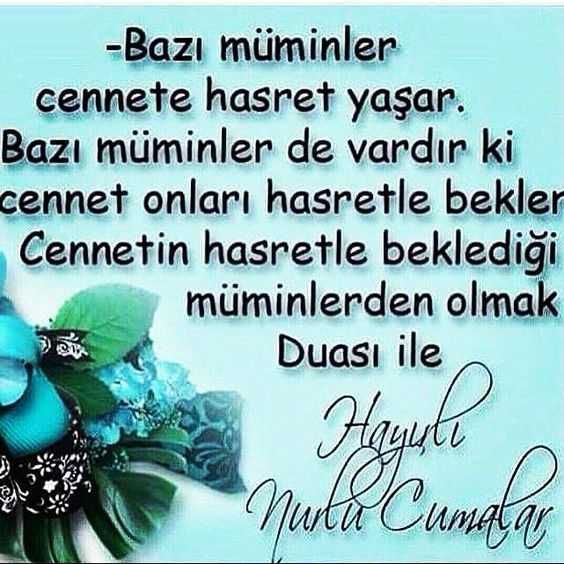 -Bazı müminler
cennete hasret yaşar.
Bazı müminler de vardır ki
cennet onları hasretle bekler
Cennetin hasretle beklediği
müminlerden olmak
Duası ile
Hayırlı
Nurlu Cumalar